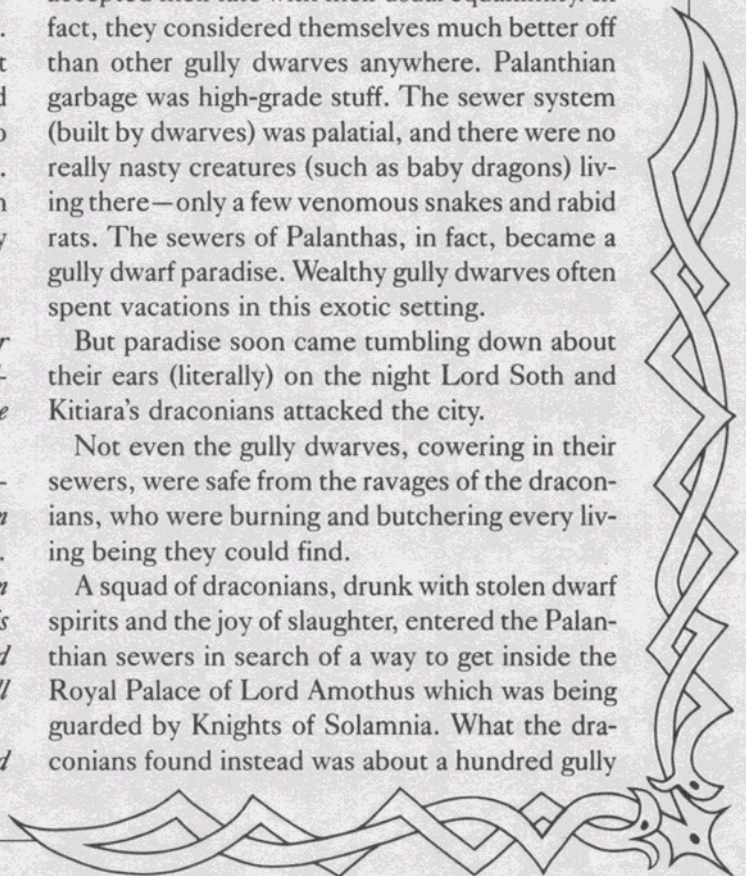 fact, they considered themselves much better off
than other gully dwarves anywhere. Palanthian
garbage was high-grade stuff. The sewer system
(built by dwarves) was palatial, and there were no
really nasty creatures (such as baby dragons) liv-
ing there—only a few venomous snakes and rabid
rats. The sewers of Palanthas, in fact, became a
gully dwarf paradise. Wealthy gully dwarves often
spent vacations in this exotic setting.
But paradise soon came tumbling down about
their ears (literally) on the night Lord Soth and
Kitiara's draconians attacked the city.
Not even the gully dwarves, cowering in their
sewers, were safe from the ravages of the dracon-
ians, who were burning and butchering every liv-
ing being they could find.
A squad of draconians, drunk with stolen dwarf
spirits and the joy of slaughter, entered the Palan-
thian sewers in search of a way to get inside the
Royal Palace of Lord Amothus which was being
guarded by Knights of Solamnia. What the dra-
conians found instead was about a hundred gully